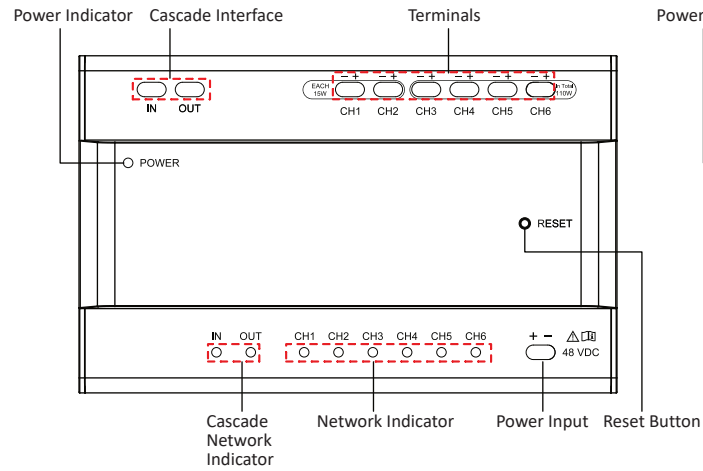 Power Indicator Cascade Interface Terminals Power
EACH 15W - + - + - + - + - + - + In Total 110W
IN OUT CH1 CH2 CH3 CH4 CH5 CH6
POWER
RESET
IN OUT CH1 CH2 CH3 CH4 CH5 CH6 + -
48 VDC
Cascade Network Indicator Power Input Reset Button
Network
Indicator